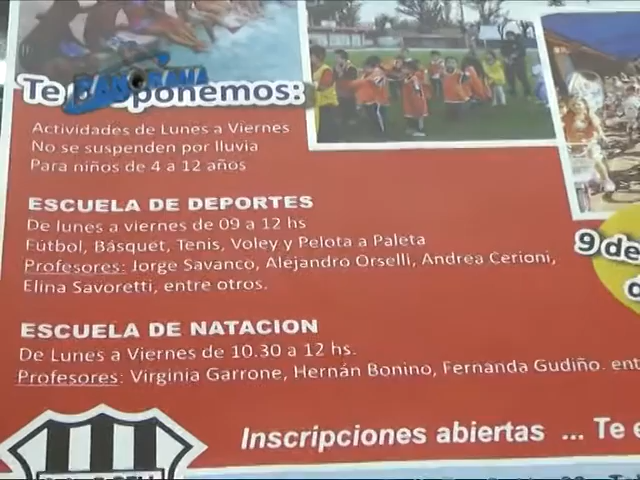 Te proponemos:
PANORAMA
Actividades de Lunes a Viernes
No se suspenden por lluvia
Para niños de 4 a 12 años
ESCUELA DE DEPORTES
De lunes a viernes de 09 a 12 hs
Fútbol, Básquet, Tenis, Voley y Pelota a Paleta
Profesores: Jorge Savanco, Alejandro Orselli, Andrea Cerioni,
Elina Savoretti, entre otros.
9 de
ESCUELA DE NATACION
De Lunes a Viernes de 10.30 a 12 hs.
Profesores: Virginia Garrone, Hernán Bonino, Fernanda Gudiño. ent
Inscripciones abiertas ... Te e